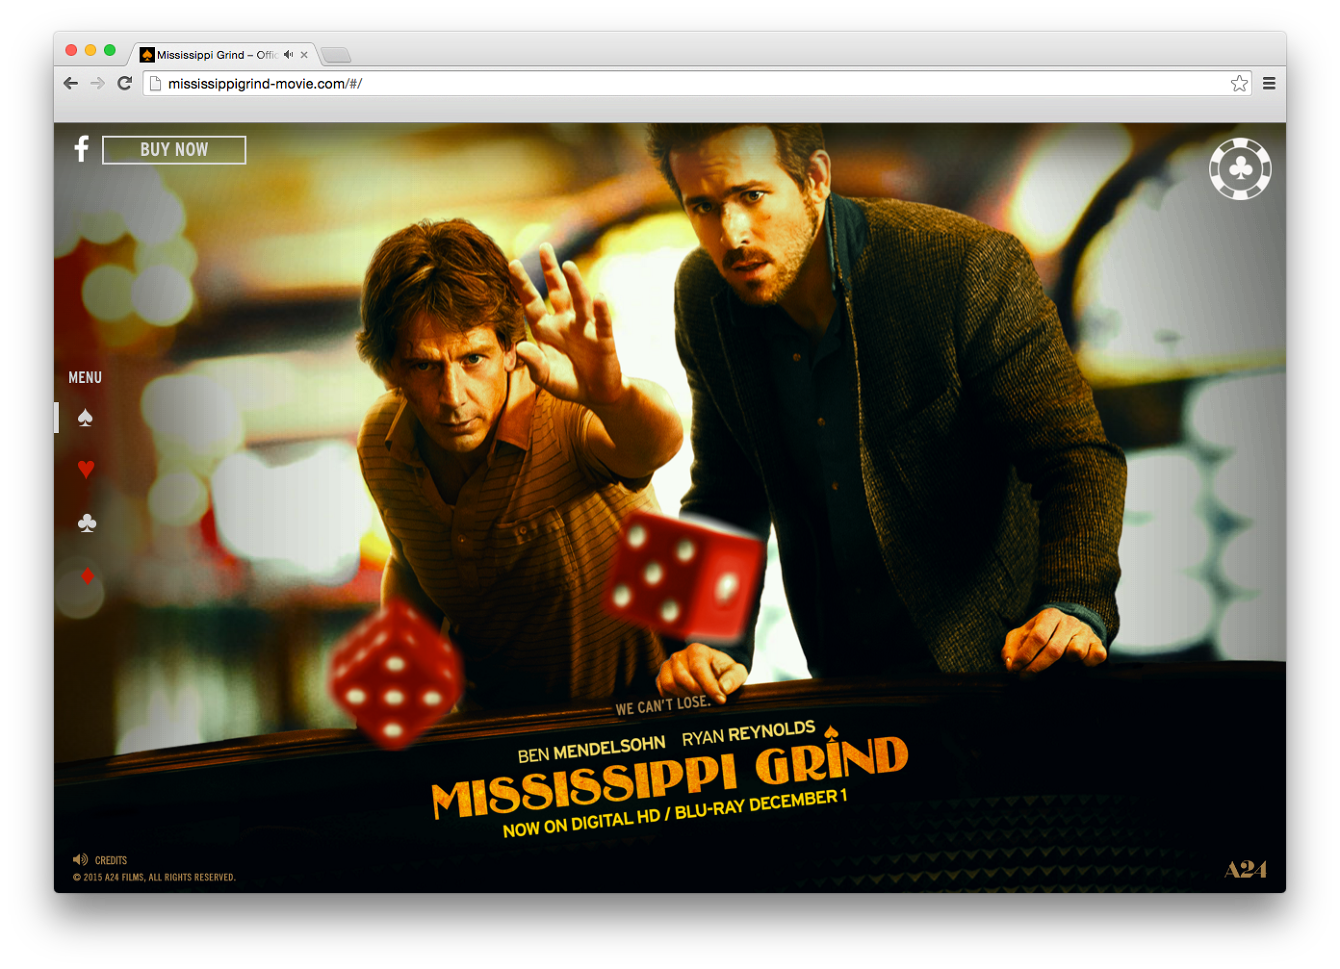 Mississippi Grind – Offic
mississippigrind-movie.com/#/
f
BUY NOW
MENU
WE CAN'T LOSE.
BEN MENDELSOHN RYAN REYNOLDS
MISSISSIPPI GRIND
NOW ON DIGITAL HD / BLU-RAY DECEMBER 1
CREDITS
© 2015 A24 FILMS, ALL RIGHTS RESERVED.
A24